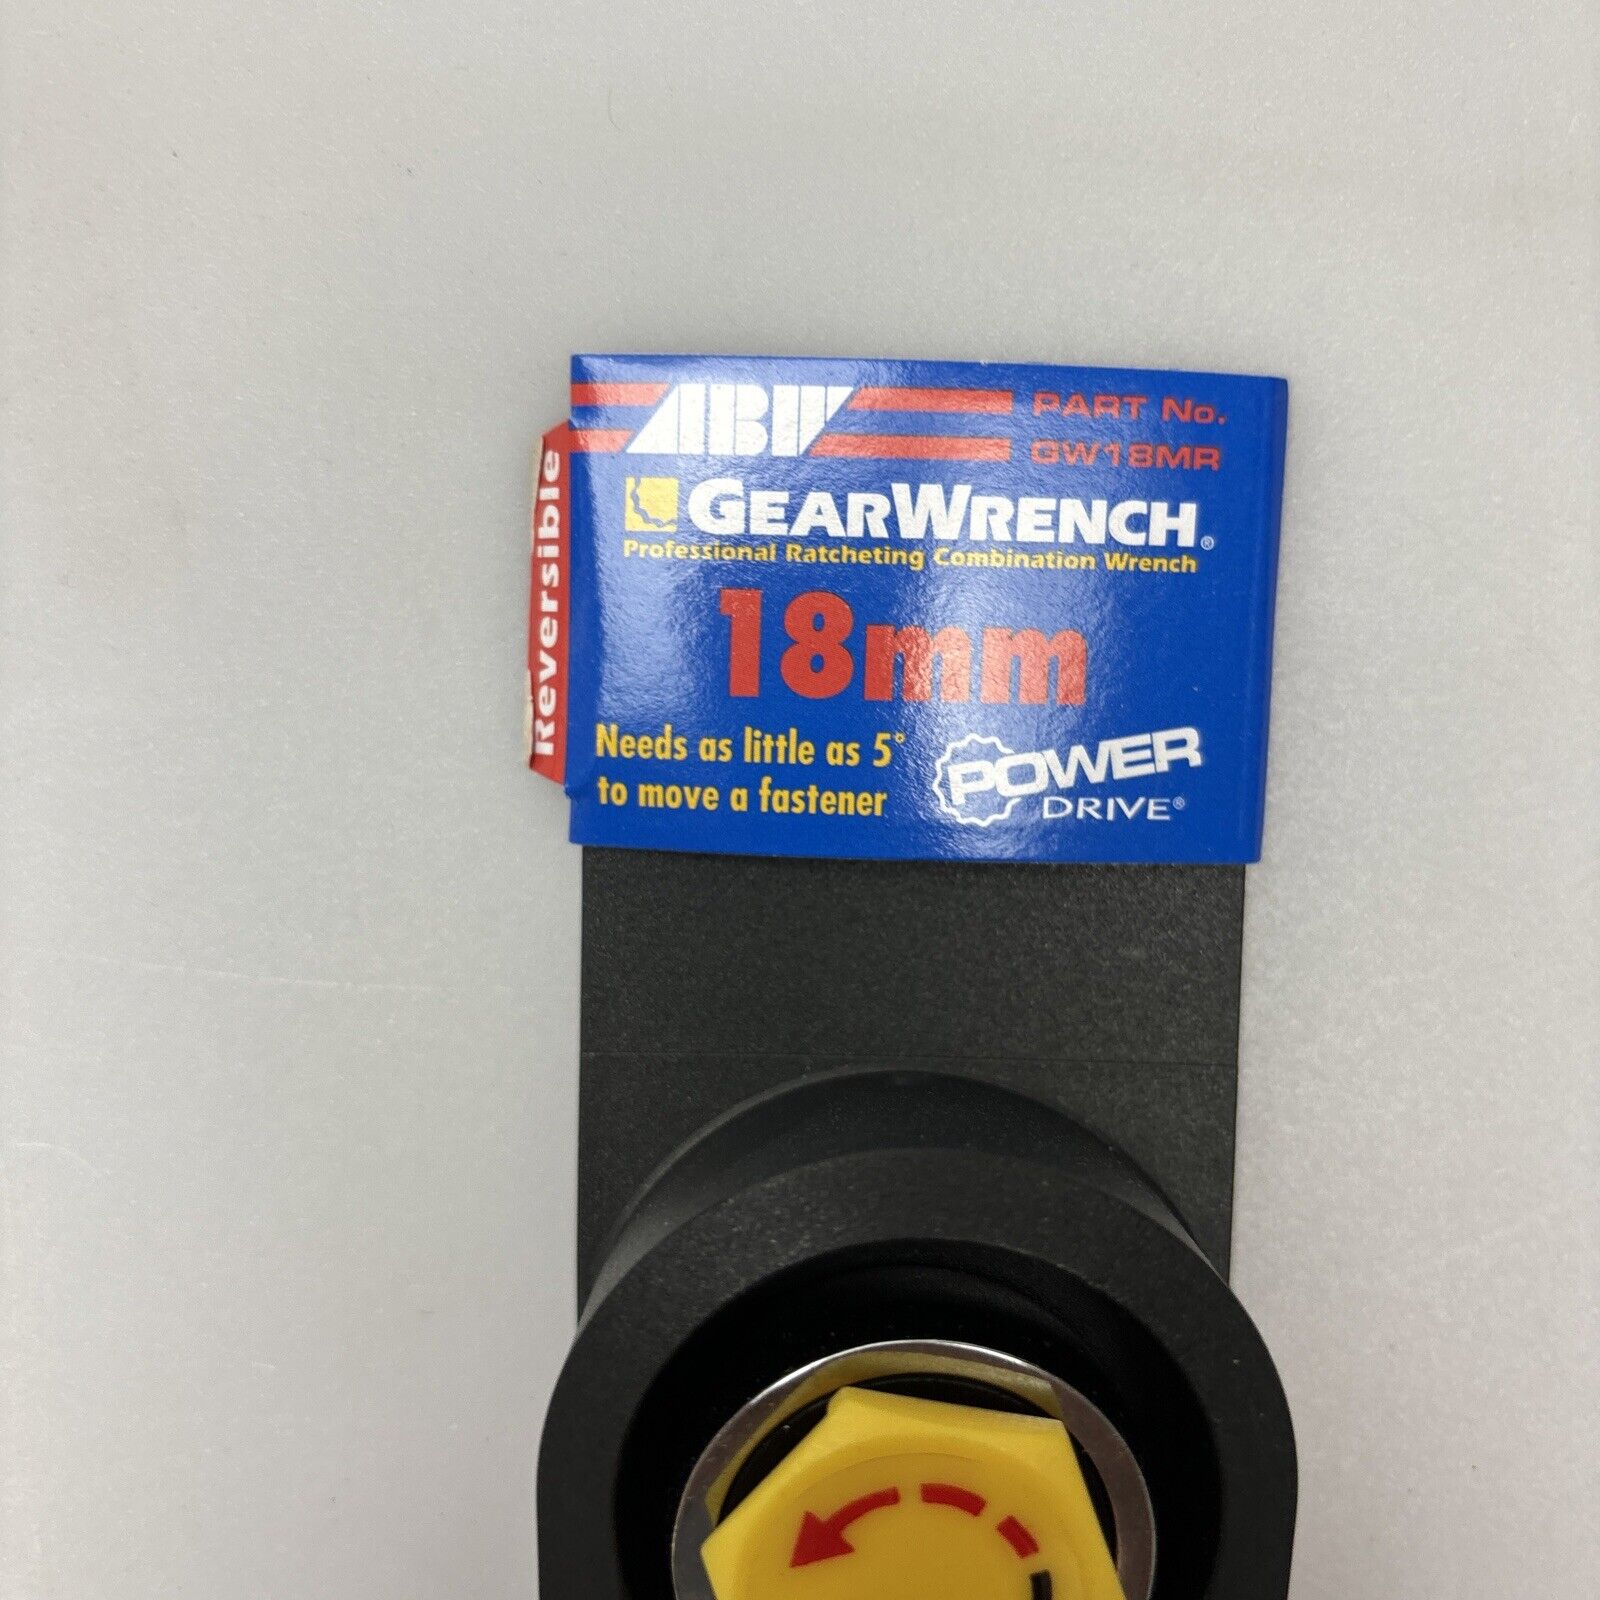 ABW
PART No.
GW18MR
GEARWRENCH®
Professional Ratcheting Combination Wrench
18mm
Needs as little as 5°
to move a fastener
POWER
DRIVE®
Reversible